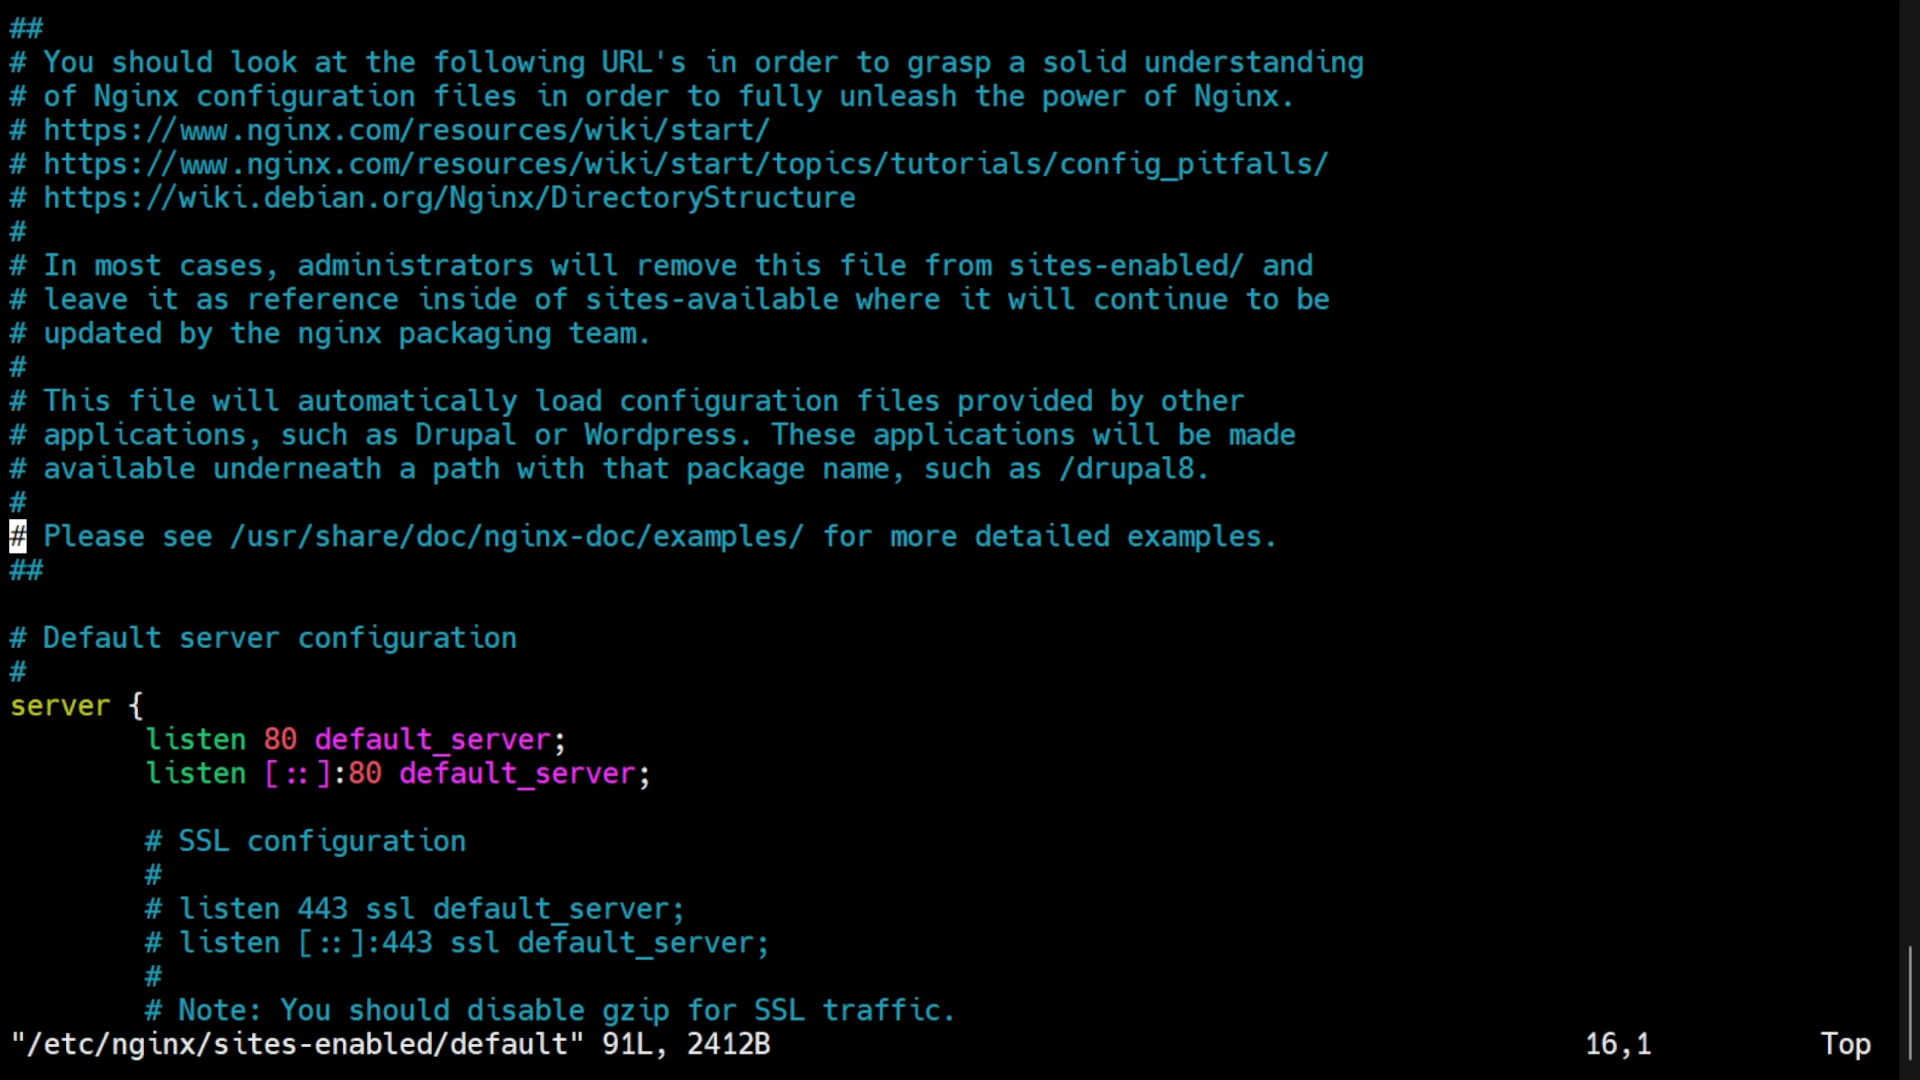 ##
# You should look at the following URL's in order to grasp a solid understanding
# of Nginx configuration files in order to fully unleash the power of Nginx.
# https://www.nginx.com/resources/wiki/start/
# https://www.nginx.com/resources/wiki/start/topics/tutorials/config_pitfalls/
# https://wiki.debian.org/Nginx/DirectoryStructure
#
# In most cases, administrators will remove this file from sites-enabled/ and
# leave it as reference inside of sites-available where it will continue to be
# updated by the nginx packaging team.
#
# This file will automatically load configuration files provided by other
# applications, such as Drupal or Wordpress. These applications will be made
# available underneath a path with that package name, such as /drupal8.
#
# Please see /usr/share/doc/nginx-doc/examples/ for more detailed examples.
##

# Default server configuration
#
server {
        listen 80 default_server;
        listen [::]:80 default_server;

        # SSL configuration
        #
        # listen 443 ssl default_server;
        # listen [::]:443 ssl default_server;
        #
        # Note: You should disable gzip for SSL traffic.
"/etc/nginx/sites-enabled/default" 91L, 2412B 16,1 Top